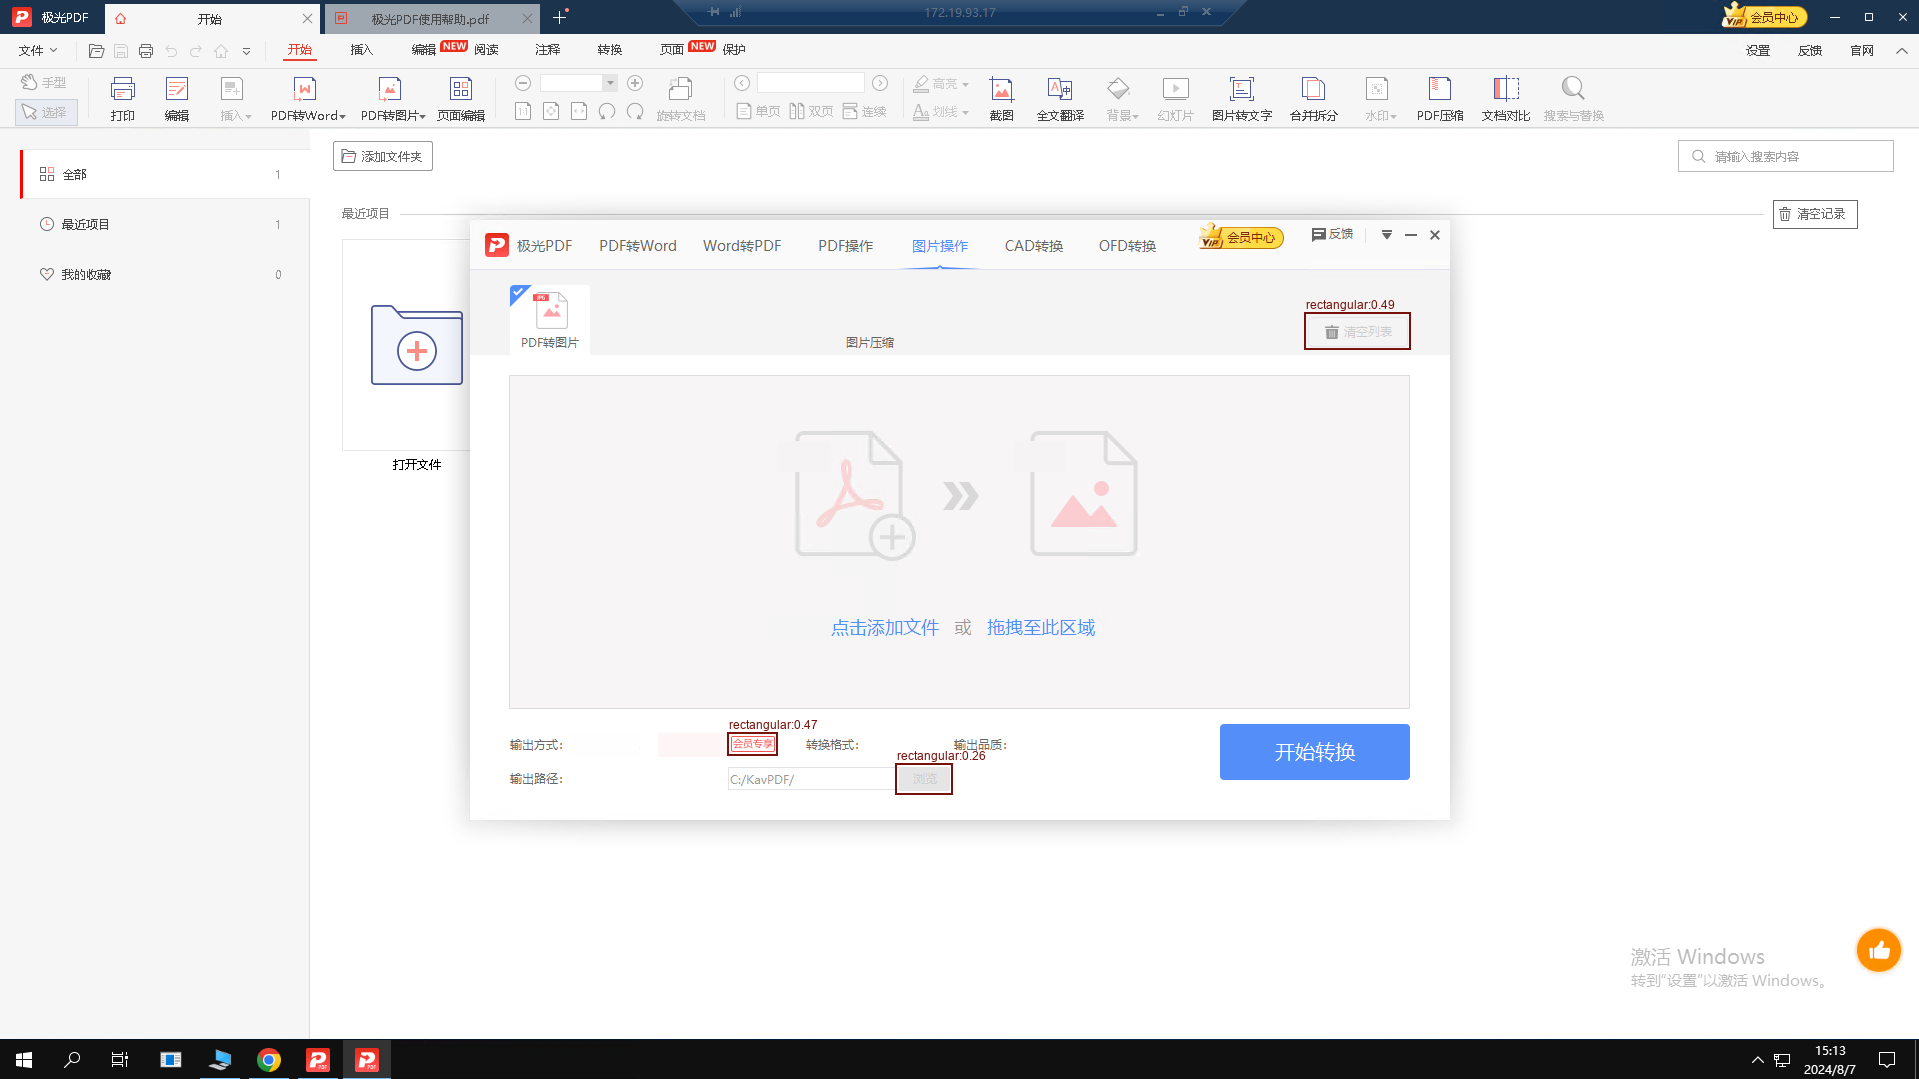 极光PDF 开始 极光PDF使用帮助.pdf 172.19.93.17 VIP 会员中心
文件 开始 插入 编辑 NEW 阅读 注释 转换 页面 NEW 保护 设置 反馈 官网
手型
选择
打印 编辑 插入 PDF转Word PDF转图片 页面编辑 1:1 旋转文档
单页 双页 连续
高亮
划线
截图 全文翻译 背景 幻灯片 图片转文字 合并拆分 水印 PDF压缩 文档对比 搜索与替换
全部 1
最近项目 1
我的收藏 0
添加文件夹 请输入搜索内容
最近项目 清空记录
打开文件
极光PDF PDF转Word Word转PDF PDF操作 图片操作 CAD转换 OFD转换 VIP 会员中心 反馈
JPG
PDF转图片 图片压缩
rectangular:0.49
清空列表
点击添加文件 或 拖拽至此区域
rectangular:0.47
输出方式: 会员专享 转换格式: 输出品质:
rectangular:0.26
输出路径: C:/KavPDF/ 浏览
开始转换
激活 Windows
转到“设置”以激活 Windows。
15:13
2024/8/7